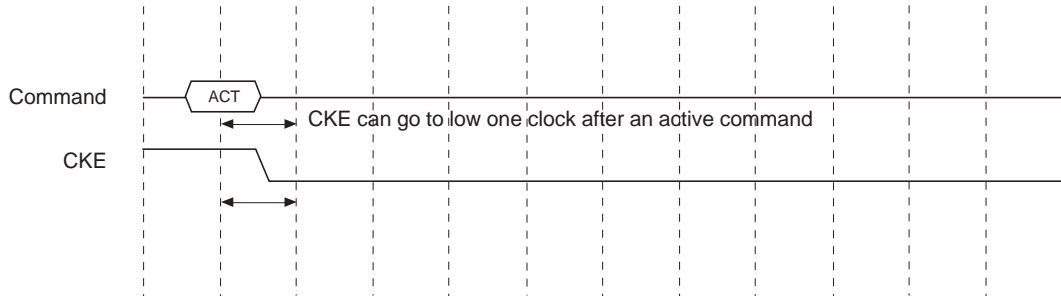 Command
ACT
CKE can go to low one clock after an active command
CKE